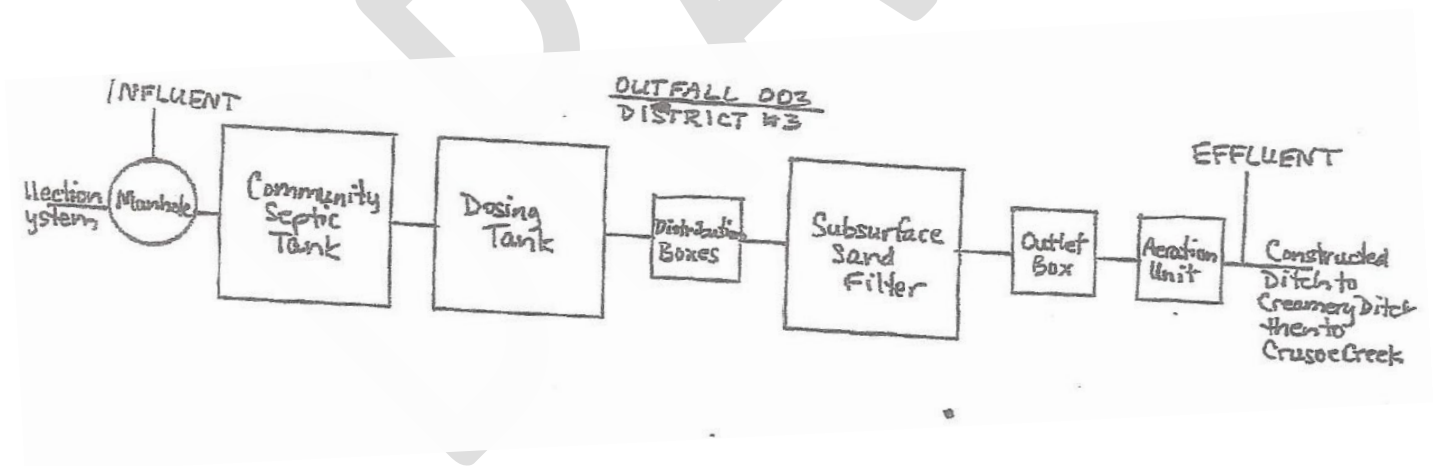 INFLUENT
OUTFALL 003
DISTRICT #3
EFFLUENT
llection
ystem
Manhole
Community
Septic
Tank
Dosing
Tank
Distribution
Boxes
Subsurface
Sand
Filter
Outlet
Box
Aeration
Unit
Constructed
Ditch to
Creamery Ditch
then to
Crusoe Creek